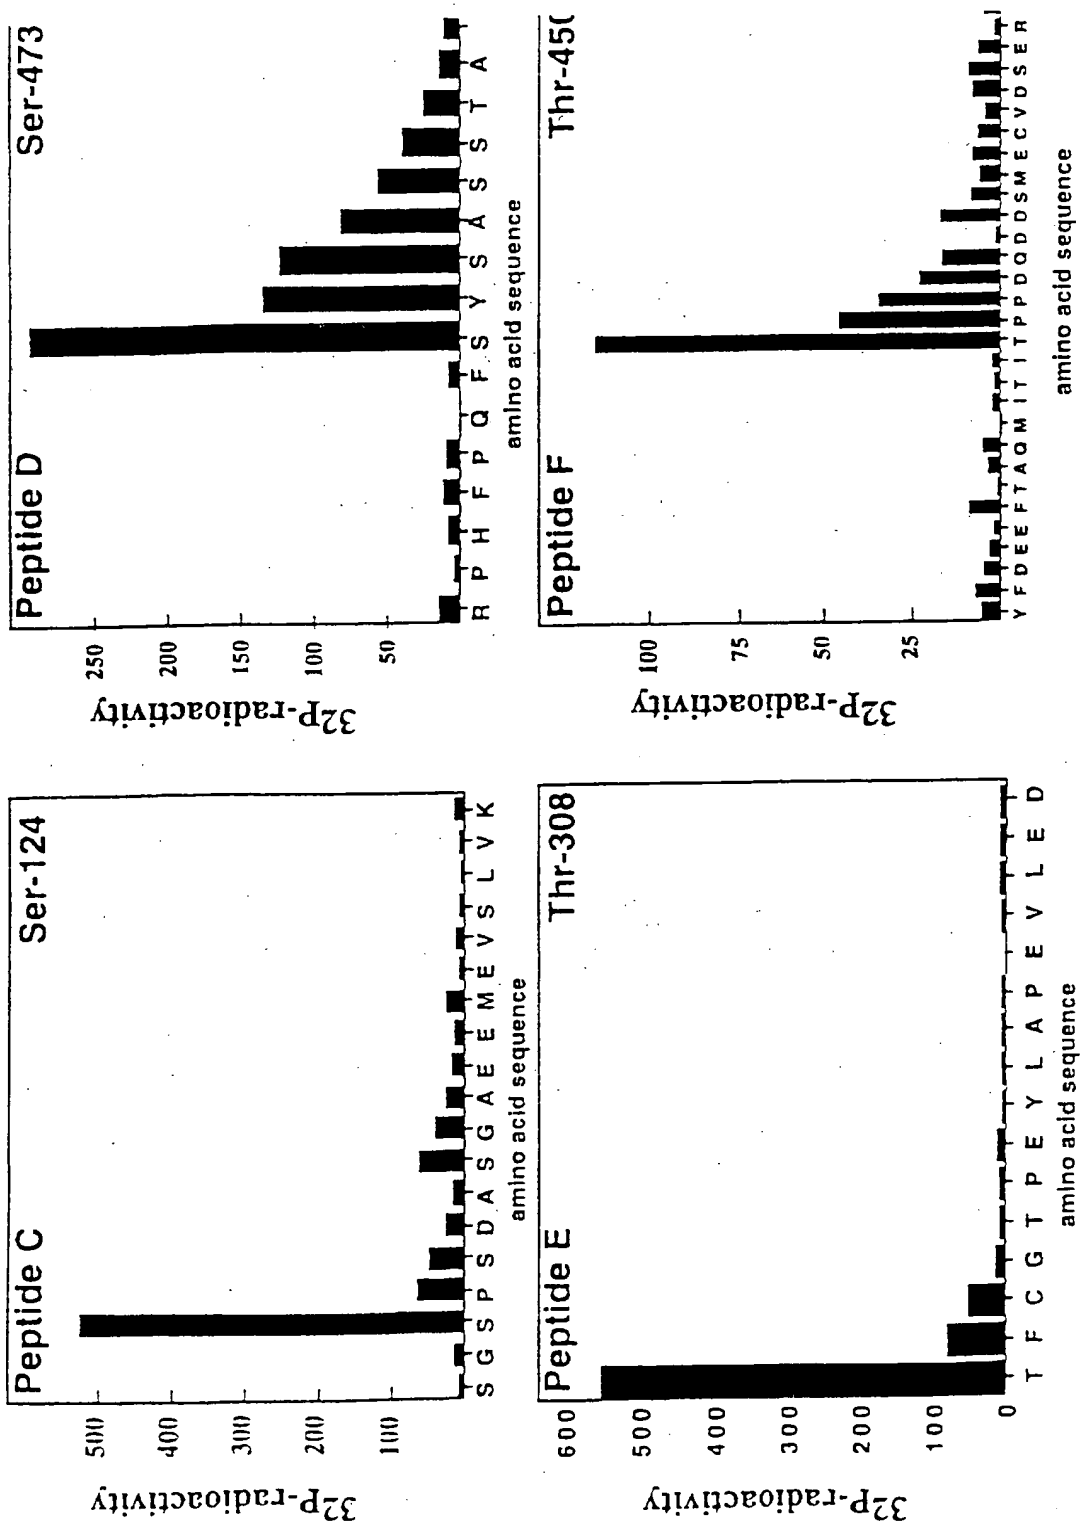 Peptide C
Ser-124
32P-radioactivity
500
400
300
200
100
S G S P S D A S G A E E M E V S L V K
amino acid sequence
Peptide D
Ser-473
32P-radioactivity
250
200
150
100
50
R P H F P Q F S Y S A S S T A
amino acid sequence
Peptide E
Thr-308
32P-radioactivity
600
500
400
300
200
100
0
T F C G T P E Y L A P E V L E D
amino acid sequence
Peptide F
Thr-45(
32P-radioactivity
100
75
50
25
Y F D E E F T A Q M I T I T P P D Q D D S M E C V D S E R
amino acid sequence